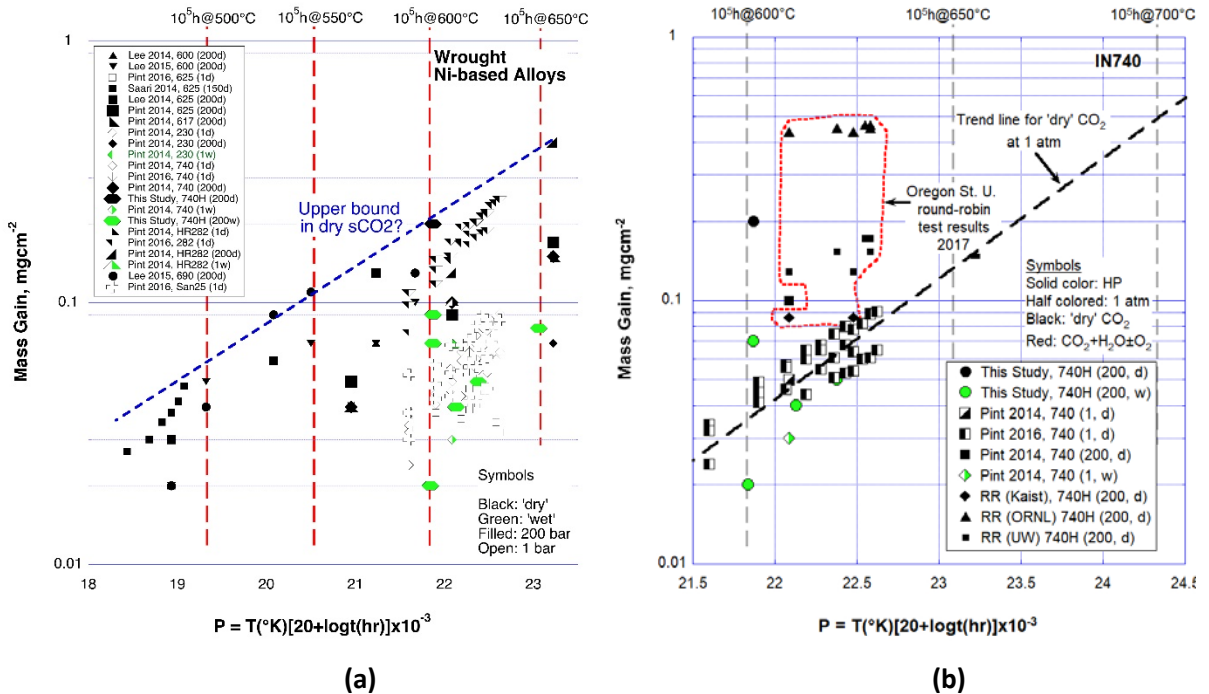 10⁵h@500°C 10⁵h@550°C 10⁵h@600°C 10⁵h@650°C
1
Wrought
Ni-based Alloys
Lee 2014, 600 (200d)
Leo 2015, 600 (200d)
Pint 2016, 625 (1d)
Saari 2014, 625 (150d)
Lee 2014, 625 (200d)
Pint 2014, 625 (200d)
Pint 2014, 617 (200d)
Pint 2014, 230 (1d)
Pint 2014, 230 (200d)
Pint 2014, 230 (1w)
Pint 2014, 740 (1d)
Pint 2016, 740 (1d)
Pint 2014, 740 (200d)
This Study, 740H (200d)
Pint 2014, 740 (1w)
This Study, 740H (200w)
Pint 2014, HR282 (1d)
Pint 2016, 282 (1d)
Pint 2014, HR282 (200d)
Pint 2014, HR282 (1w)
Lee 2015, 690 (200d)
Pint 2016, San25 (1d)
Upper bound
in dry sCO2?
Mass Gain, mgcm⁻²
0.1
Symbols
Black: 'dry'
Green: 'wet'
Filled: 200 bar
Open: 1 bar
0.01
18 19 20 21 22 23
P = T(°K)[20+logt(hr)]x10⁻³
(a)
10⁵h@600°C 10⁵h@650°C 10⁵h@700°C
1
IN740
Trend line for 'dry' CO₂
at 1 atm
Oregon St. U.
round-robin
test results
2017
Symbols
Solid color: HP
Half colored: 1 atm
Black: 'dry' CO₂
Red: CO₂+H₂O±O₂
Mass Gain, mgcm⁻²
0.1
This Study, 740H (200, d)
This Study, 740H (200, w)
Pint 2014, 740 (1, d)
Pint 2016, 740 (1, d)
Pint 2014, 740 (200, d)
Pint 2014, 740 (1, w)
RR (Kaist), 740H (200, d)
RR (ORNL) 740H (200, d)
RR (UW) 740H (200, d)
0.01
21.5 22 22.5 23 23.5 24 24.5
P = T(°K)[20+logt(hr)]x10⁻³
(b)